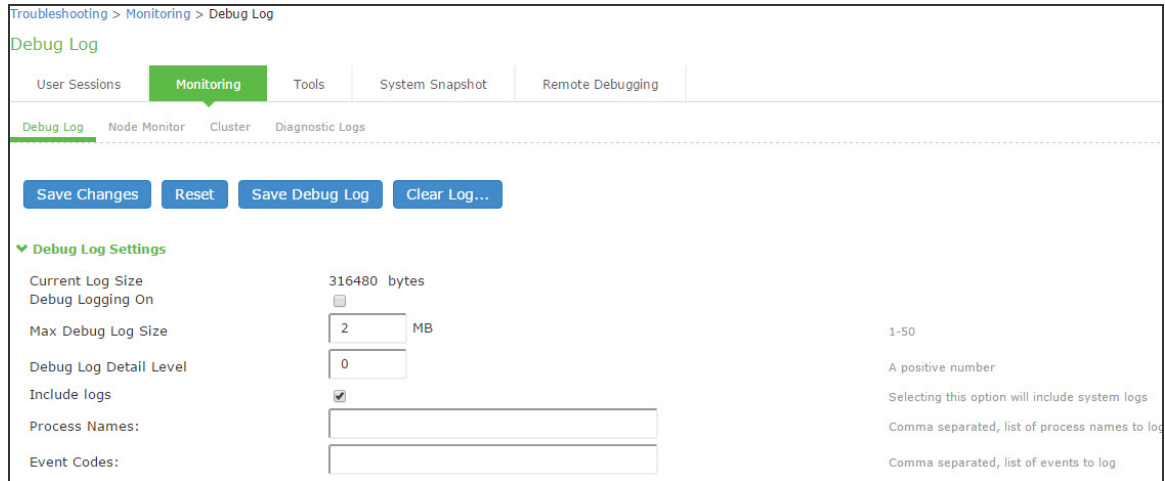 Troubleshooting > Monitoring > Debug Log
Debug Log
User Sessions Monitoring Tools System Snapshot Remote Debugging
Debug Log Node Monitor Cluster Diagnostic Logs
Save Changes Reset Save Debug Log Clear Log...
Debug Log Settings
Current Log Size 316480 bytes
Debug Logging On
Max Debug Log Size 2 MB 1-50
Debug Log Detail Level 0 A positive number
Include logs Selecting this option will include system logs
Process Names: Comma separated, list of process names to log
Event Codes: Comma separated, list of events to log